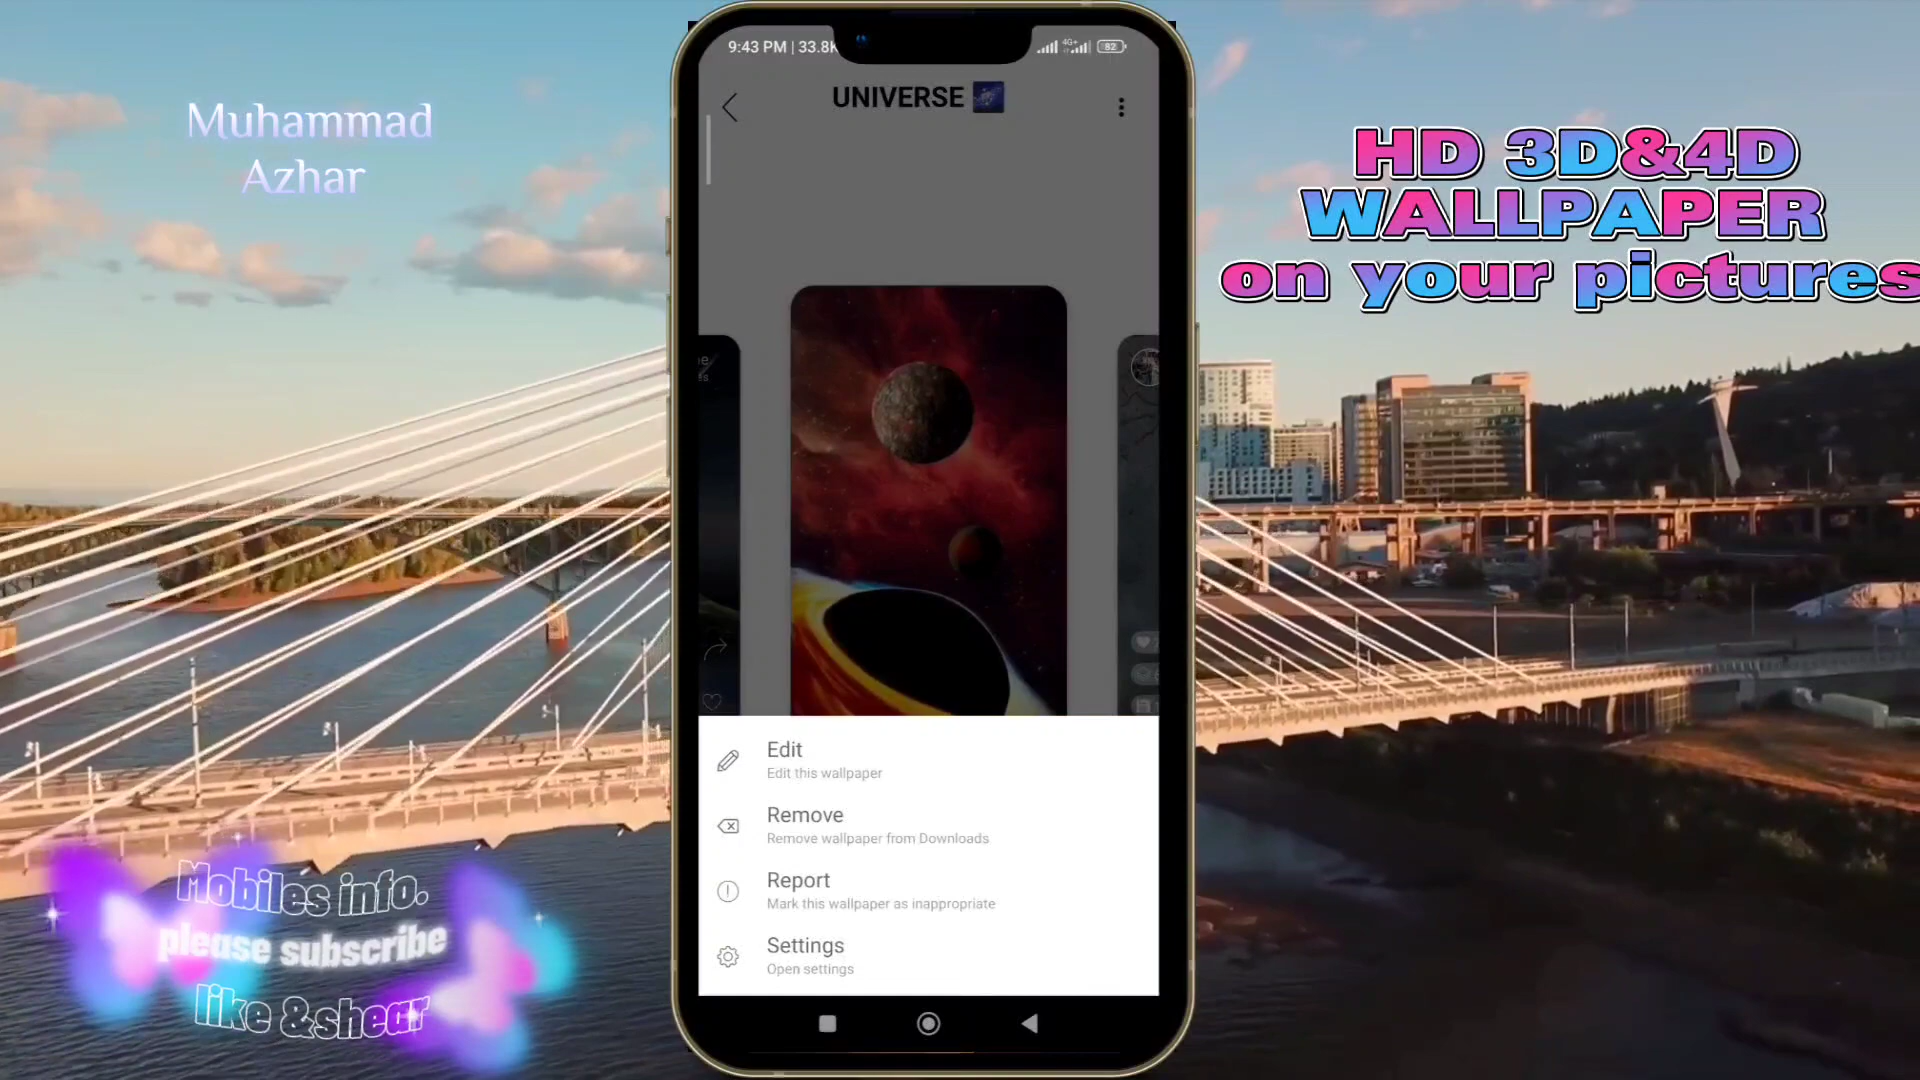 Muhammad
Azhar
HD 3D&4D
WALLPAPER
on your pictures
9:43 PM | 33.8K
4G+
82
UNIVERSE
Edit
Edit this wallpaper
Remove
Remove wallpaper from Downloads
Report
Mark this wallpaper as inappropriate
Settings
Open settings
Mobiles info.
please subscribe
like &shear